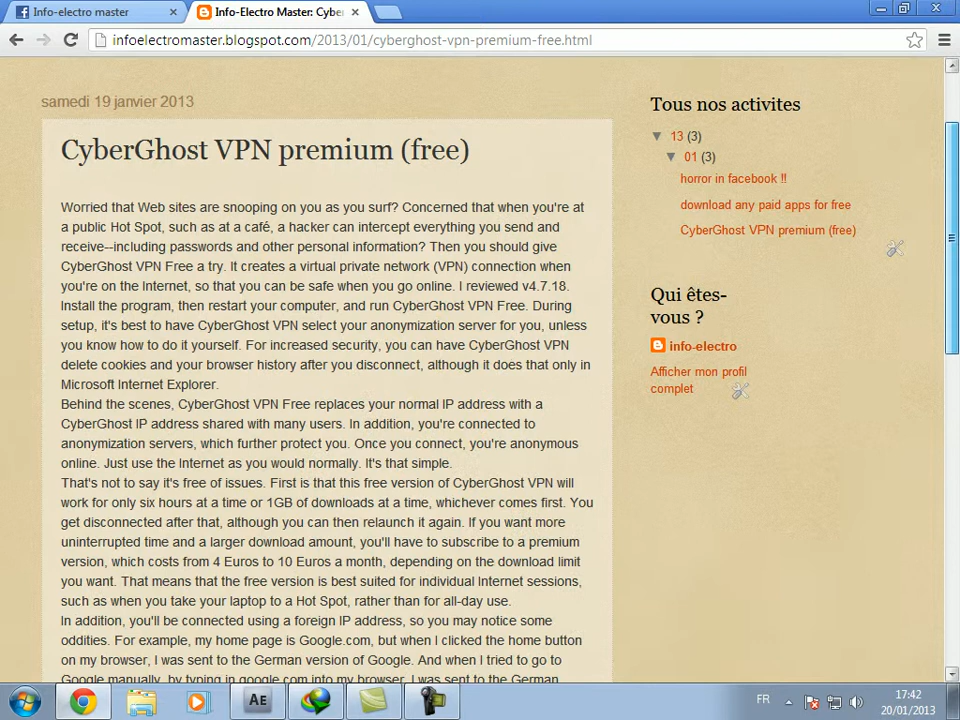 Info-electro master
Info-Electro Master: Cybe
infoelectromaster.blogspot.com/2013/01/cyberghost-vpn-premium-free.html
samedi 19 janvier 2013
CyberGhost VPN premium (free)
Worried that Web sites are snooping on you as you surf? Concerned that when you're at
a public Hot Spot, such as at a café, a hacker can intercept everything you send and
receive--including passwords and other personal information? Then you should give
CyberGhost VPN Free a try. It creates a virtual private network (VPN) connection when
you're on the Internet, so that you can be safe when you go online. I reviewed v4.7.18.
Install the program, then restart your computer, and run CyberGhost VPN Free. During
setup, it's best to have CyberGhost VPN select your anonymization server for you, unless
you know how to do it yourself. For increased security, you can have CyberGhost VPN
delete cookies and your browser history after you disconnect, although it does that only in
Microsoft Internet Explorer.
Behind the scenes, CyberGhost VPN Free replaces your normal IP address with a
CyberGhost IP address shared with many users. In addition, you're connected to
anonymization servers, which further protect you. Once you connect, you're anonymous
online. Just use the Internet as you would normally. It's that simple.
That's not to say it's free of issues. First is that this free version of CyberGhost VPN will
work for only six hours at a time or 1GB of downloads at a time, whichever comes first. You
get disconnected after that, although you can then relaunch it again. If you want more
uninterrupted time and a larger download amount, you'll have to subscribe to a premium
version, which costs from 4 Euros to 10 Euros a month, depending on the download limit
you want. That means that the free version is best suited for individual Internet sessions,
such as when you take your laptop to a Hot Spot, rather than for all-day use.
In addition, you'll be connected using a foreign IP address, so you may notice some
oddities. For example, my home page is Google.com, but when I clicked the home button
on my browser, I was sent to the German version of Google. And when I tried to go to
Google manually, by typing in google.com into my browser, I was sent to the German
Tous nos activites
▼ 13 (3)
▼ 01 (3)
horror in facebook !!
download any paid apps for free
CyberGhost VPN premium (free)
Qui êtes-
vous ?
info-electro
Afficher mon profil
complet
Ae
FR
17:42
20/01/2013